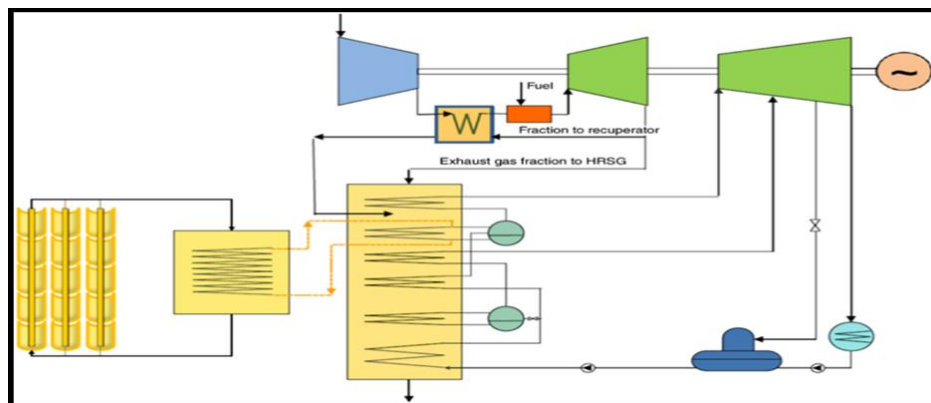 Fuel
Fraction to recuperator
Exhaust gas fraction to HRSG
~